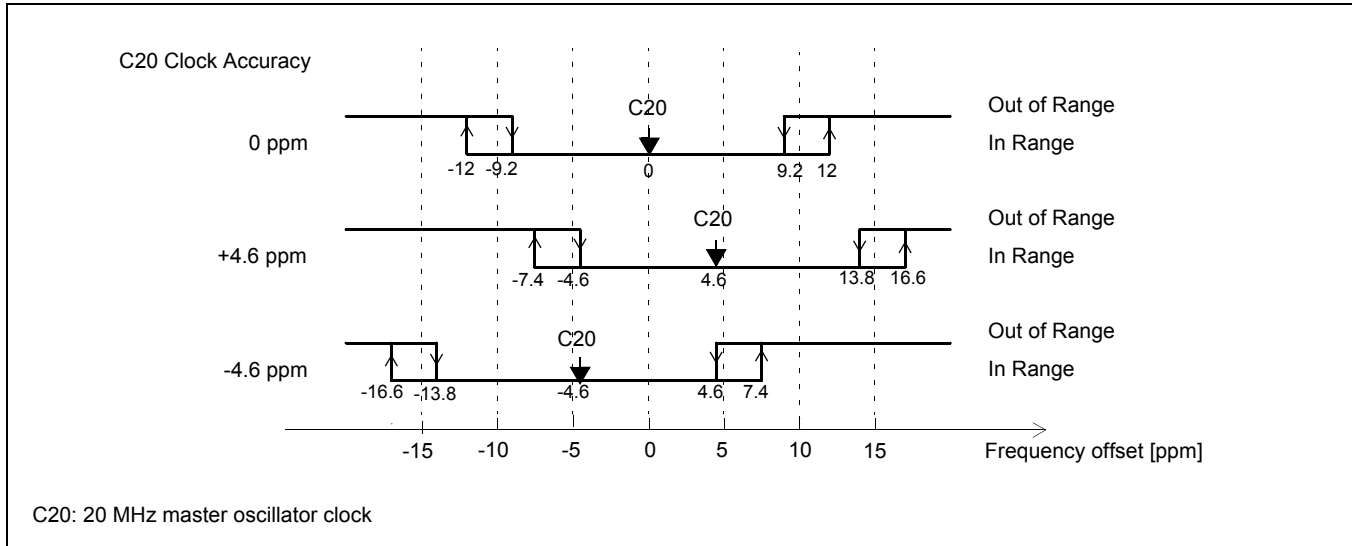 C20 Clock Accuracy
C20
Out of Range
0 ppm
In Range
-12 -9.2 0 9.2 12
C20
Out of Range
+4.6 ppm
In Range
-7.4 -4.6 4.6 13.8 16.6
C20
Out of Range
-4.6 ppm
In Range
-16.6 -13.8 -4.6 4.6 7.4
-15 -10 -5 0 5 10 15 Frequency offset [ppm]
C20: 20 MHz master oscillator clock